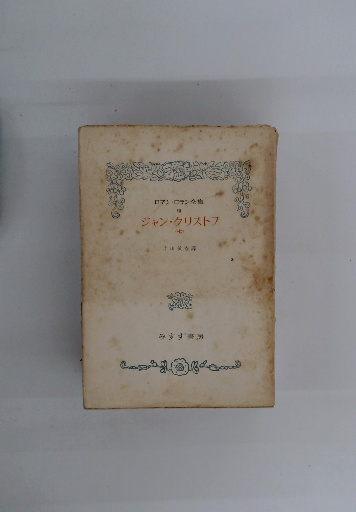 ロマン・ロラン全集
ジャン・クリストフ
みすず書房